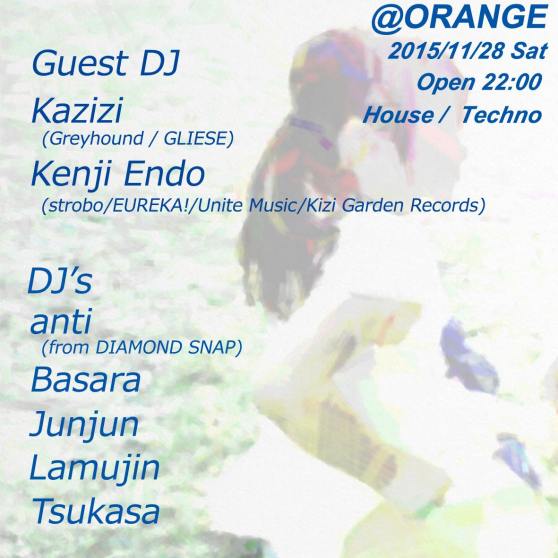 @ORANGE
2015/11/28 Sat
Open 22:00
House / Techno
Guest DJ
Kazizi
(Greyhound / GLIESE)
Kenji Endo
(strobo/EUREKA!/Unite Music/Kizi Garden Records)
DJ's
anti
(from DIAMOND SNAP)
Basara
Junjun
Lamujin
Tsukasa